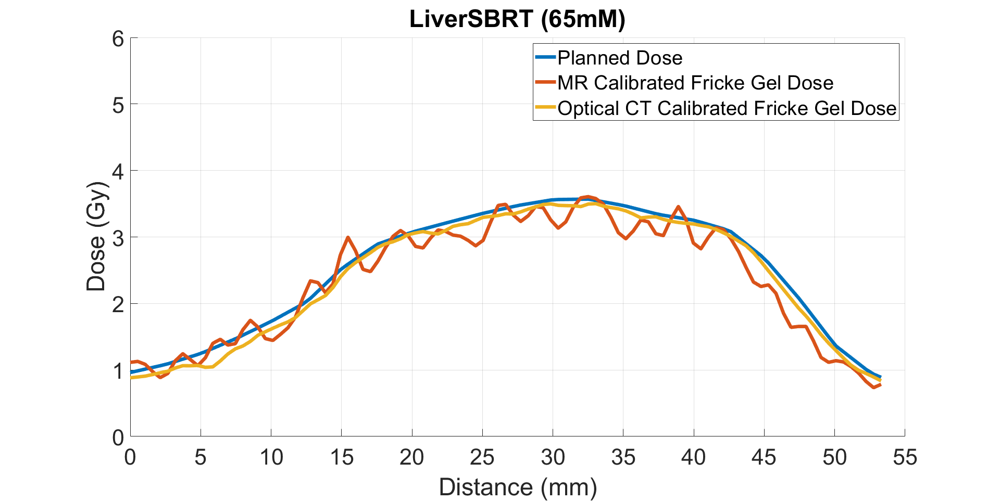 LiverSBRT (65mM)
Planned Dose
MR Calibrated Fricke Gel Dose
Optical CT Calibrated Fricke Gel Dose
Dose (Gy)
6
5
4
3
2
1
0
0 5 10 15 20 25 30 35 40 45 50 55
Distance (mm)